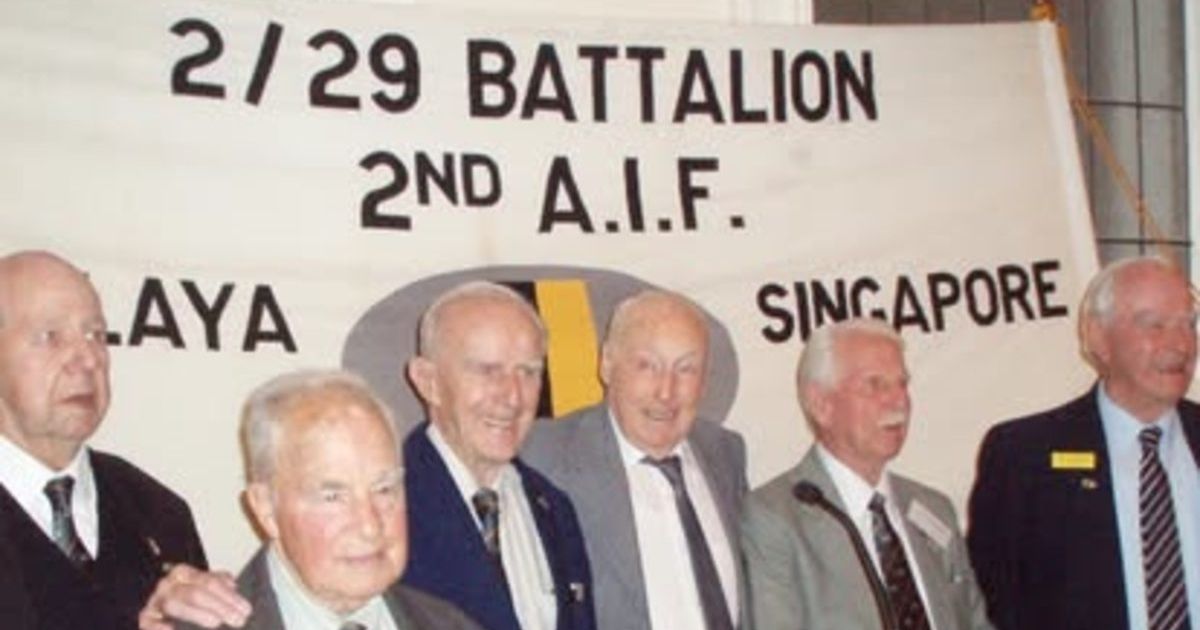 2/29 BATTALION
2ND A.I.F.
LAYA SINGAPORE